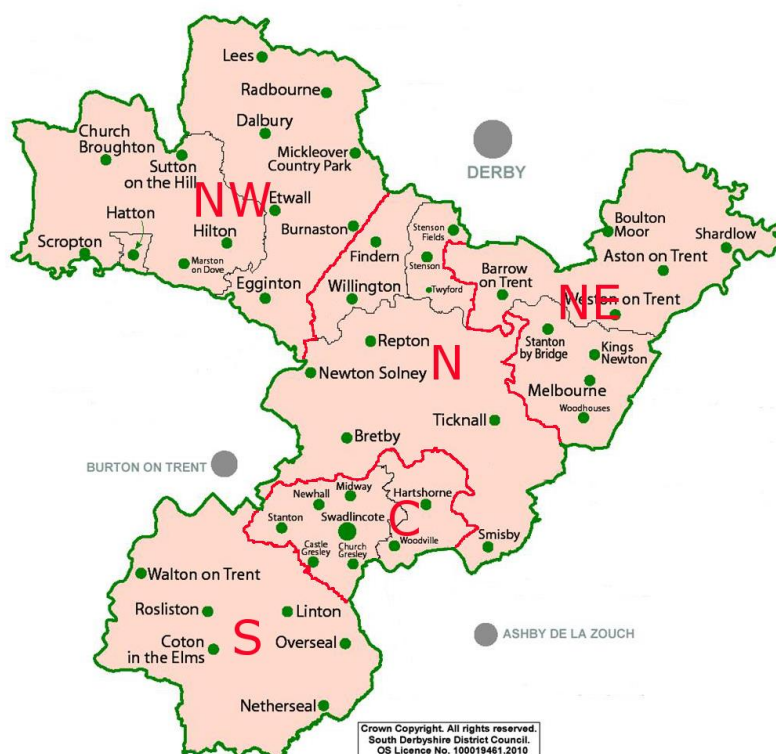 Lees
Radbourne
Dalbury
Church
Broughton
Sutton
on the Hill
Mickleover
Country Park
DERBY
NW
Etwall
Hatton
Hilton
Burnaston
Scropton
Marston
on Dove
Egginton
Stenson
Fields
Findern
Stenson
Willington
Twyford
Boulton
Moor
Shardlow
Aston on Trent
Barrow
on Trent
NE
Weston on Trent
Stanton
by Bridge
Kings
Newton
Melbourne
Woodhouses
Repton
N
Newton Solney
Ticknall
Bretby
BURTON ON TRENT
Midway
Newhall
Hartshorne
Stanton
Swadlincote
C
Castle
Gresley
Church
Gresley
Woodville
Smisby
Walton on Trent
Rosliston
Linton
S
Coton
in the Elms
Overseal
ASHBY DE LA ZOUCH
Netherseal
Crown Copyright. All rights reserved.
South Derbyshire District Council.
OS Licence No. 100019461.2010